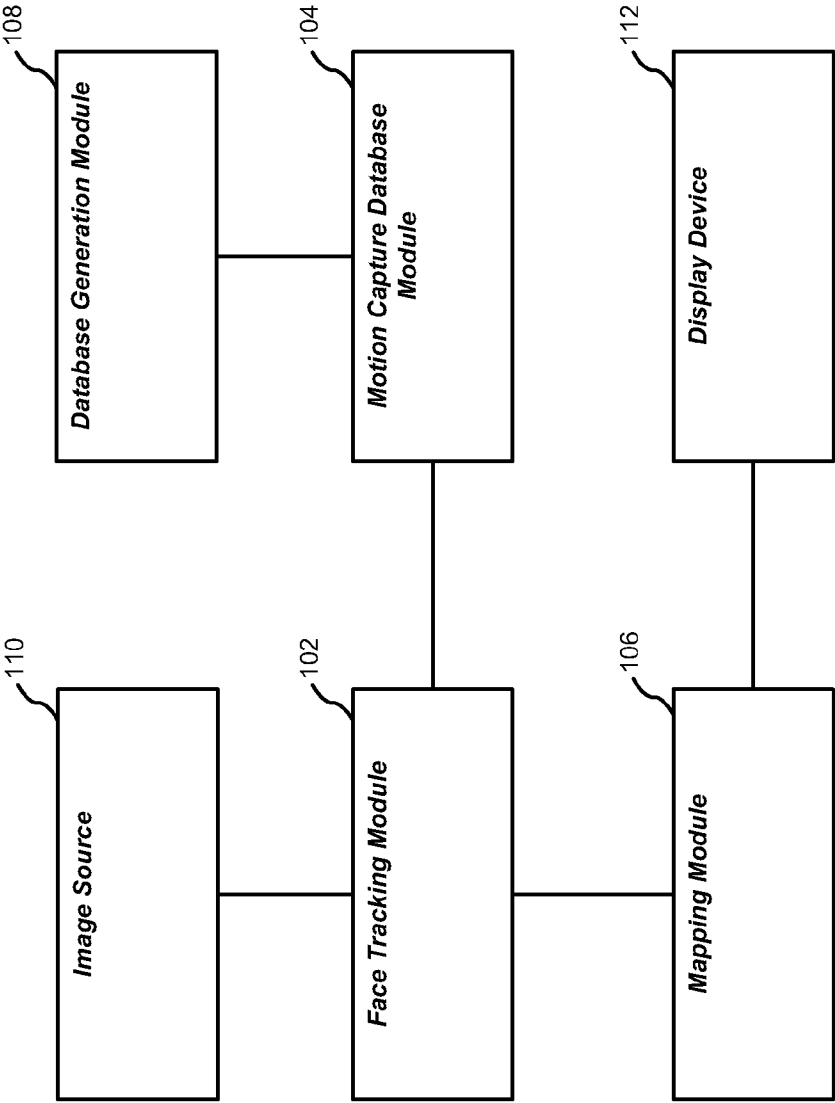 108
Database Generation Module
104
Motion Capture Database
Module
112
Display Device
110
Image Source
102
Face Tracking Module
106
Mapping Module